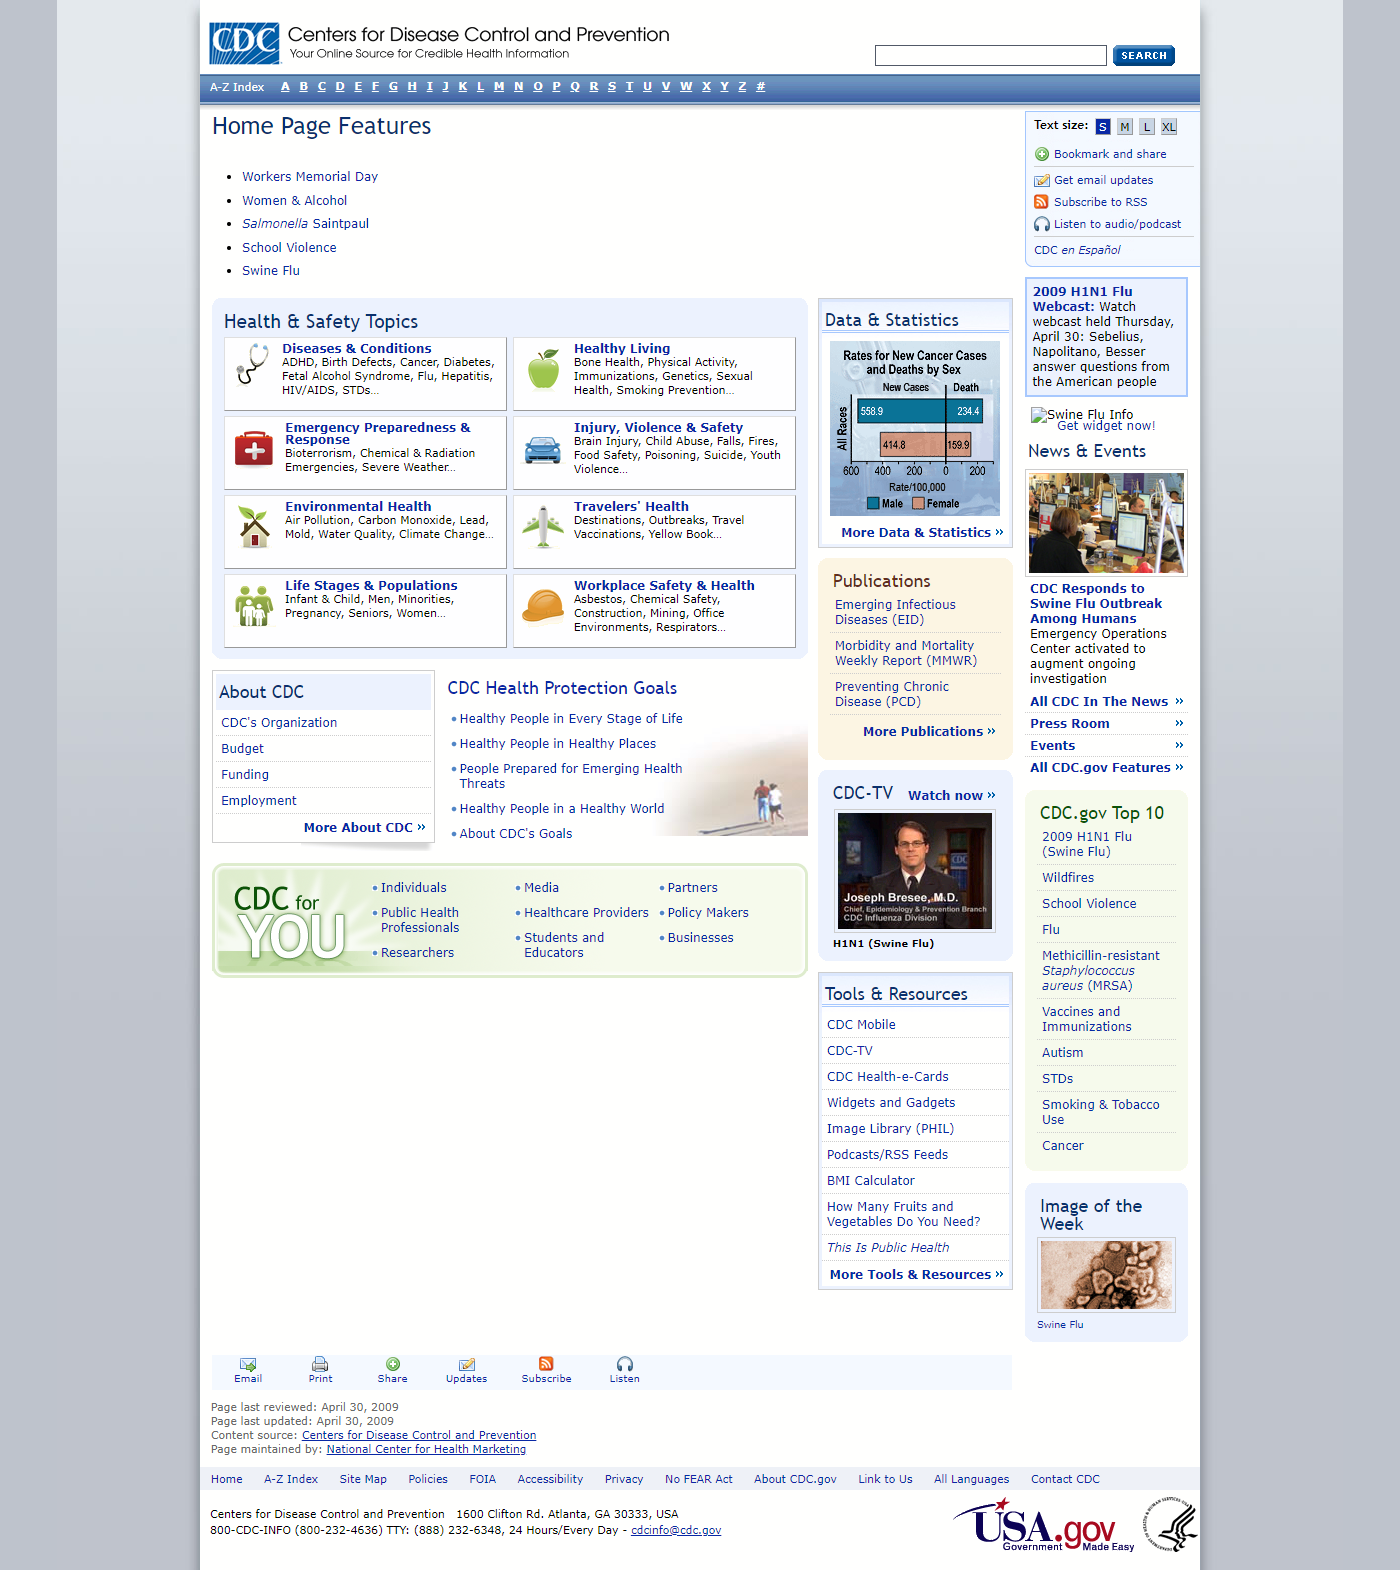 CDC Centers for Disease Control and Prevention
Your Online Source for Credible Health Information
SEARCH
A-Z Index A B C D E F G H I J K L M N O P Q R S T U V W X Y Z #
Home Page Features
Workers Memorial Day
Women & Alcohol
Salmonella Saintpaul
School Violence
Swine Flu
Health & Safety Topics
Diseases & Conditions
ADHD, Birth Defects, Cancer, Diabetes,
Fetal Alcohol Syndrome, Flu, Hepatitis,
HIV/AIDS, STDs...
Healthy Living
Bone Health, Physical Activity,
Immunizations, Genetics, Sexual
Health, Smoking Prevention...
Emergency Preparedness &
Response
Bioterrorism, Chemical & Radiation
Emergencies, Severe Weather...
Injury, Violence & Safety
Brain Injury, Child Abuse, Falls, Fires,
Food Safety, Poisoning, Suicide, Youth
Violence...
Environmental Health
Air Pollution, Carbon Monoxide, Lead,
Mold, Water Quality, Climate Change...
Travelers' Health
Destinations, Outbreaks, Travel
Vaccinations, Yellow Book...
Life Stages & Populations
Infant & Child, Men, Minorities,
Pregnancy, Seniors, Women...
Workplace Safety & Health
Asbestos, Chemical Safety,
Construction, Mining, Office
Environments, Respirators...
About CDC
CDC's Organization
Budget
Funding
Employment
More About CDC »
CDC Health Protection Goals
Healthy People in Every Stage of Life
Healthy People in Healthy Places
People Prepared for Emerging Health
Threats
Healthy People in a Healthy World
About CDC's Goals
CDC for
YOU
Individuals
Public Health
Professionals
Researchers
Media
Healthcare Providers
Students and
Educators
Partners
Policy Makers
Businesses
Data & Statistics
Rates for New Cancer Cases
and Deaths by Sex
New Cases Death
All Races
558.9 234.4
414.8 159.9
600 400 200 0 200
Rate/100,000
Male Female
More Data & Statistics »
Publications
Emerging Infectious
Diseases (EID)
Morbidity and Mortality
Weekly Report (MMWR)
Preventing Chronic
Disease (PCD)
More Publications »
CDC-TV Watch now »
CDC
Joseph Bresee, M.D.
Chief, Epidemiology & Prevention Branch
CDC Influenza Division
H1N1 (Swine Flu)
Tools & Resources
CDC Mobile
CDC-TV
CDC Health-e-Cards
Widgets and Gadgets
Image Library (PHIL)
Podcasts/RSS Feeds
BMI Calculator
How Many Fruits and
Vegetables Do You Need?
This Is Public Health
More Tools & Resources »
Text size: S M L XL
Bookmark and share
Get email updates
Subscribe to RSS
Listen to audio/podcast
CDC en Español
2009 H1N1 Flu
Webcast: Watch
webcast held Thursday,
April 30: Sebelius,
Napolitano, Besser
answer questions from
the American people
Swine Flu Info
Get widget now!
News & Events
CDC Responds to
Swine Flu Outbreak
Among Humans
Emergency Operations
Center activated to
augment ongoing
investigation
All CDC In The News »
Press Room »
Events »
All CDC.gov Features »
CDC.gov Top 10
2009 H1N1 Flu
(Swine Flu)
Wildfires
School Violence
Flu
Methicillin-resistant
Staphylococcus
aureus (MRSA)
Vaccines and
Immunizations
Autism
STDs
Smoking & Tobacco
Use
Cancer
Image of the
Week
Swine Flu
Email Print Share Updates Subscribe Listen
Page last reviewed: April 30, 2009
Page last updated: April 30, 2009
Content source: Centers for Disease Control and Prevention
Page maintained by: National Center for Health Marketing
Home A-Z Index Site Map Policies FOIA Accessibility Privacy No FEAR Act About CDC.gov Link to Us All Languages Contact CDC
Centers for Disease Control and Prevention 1600 Clifton Rd. Atlanta, GA 30333, USA
800-CDC-INFO (800-232-4636) TTY: (888) 232-6348, 24 Hours/Every Day - cdcinfo@cdc.gov
USA.gov
Government Made Easy